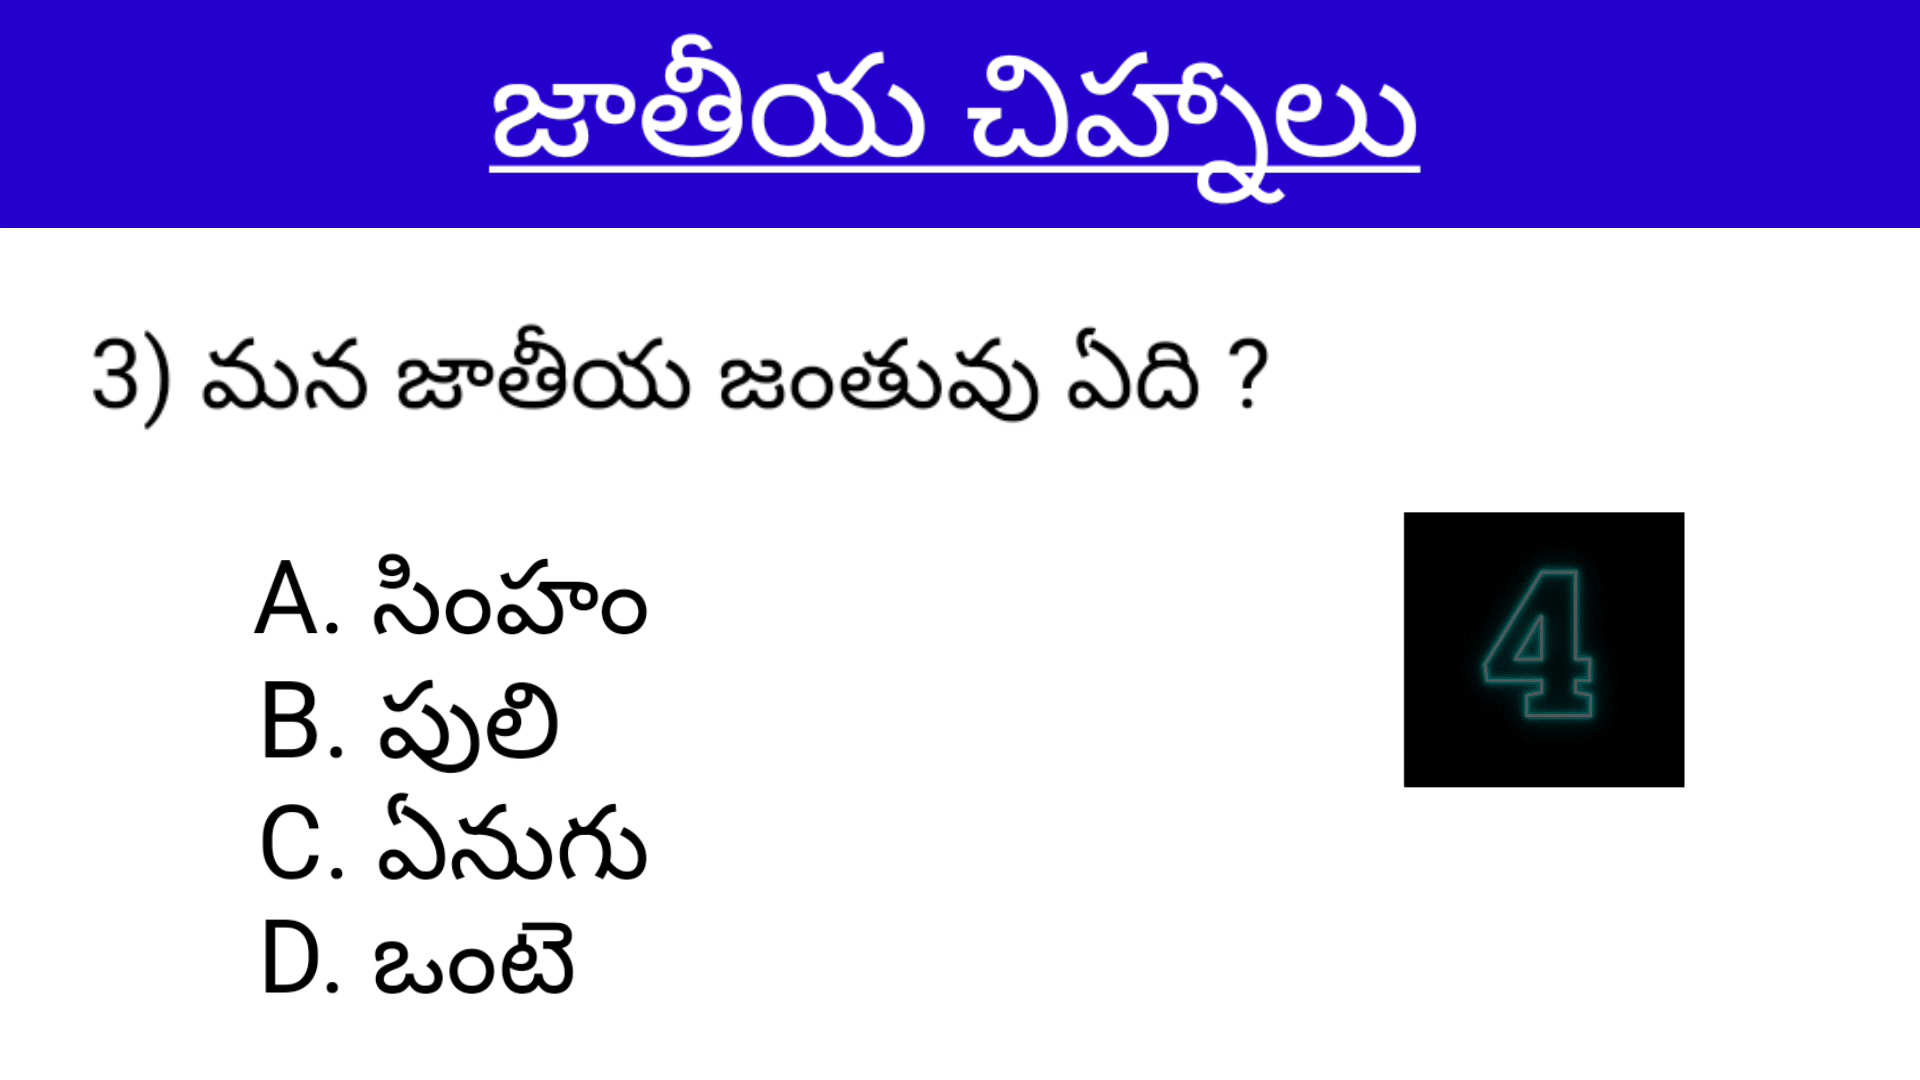 జాతీయ చిహ్నాలు
3) మన జాతీయ జంతువు ఏది ?
A. సింహం
4
B. పులి
C. ఏనుగు
D. ఒంటె